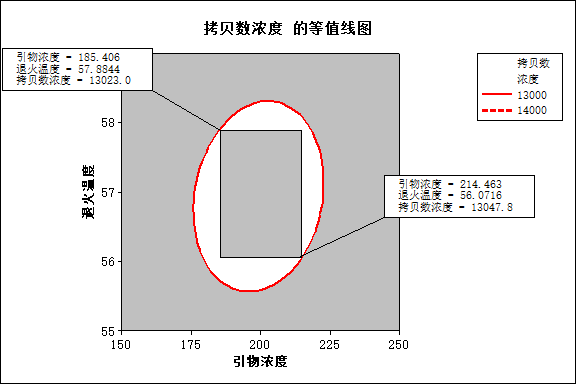 拷贝数浓度 的等值线图
引物浓度 = 185.406
退火温度 = 57.8844
拷贝数浓度 = 13023.0
拷贝数
浓度
13000
14000
58
57
56
55
退火温度
引物浓度 = 214.463
退火温度 = 56.0716
拷贝数浓度 = 13047.8
150
175
200
225
250
引物浓度